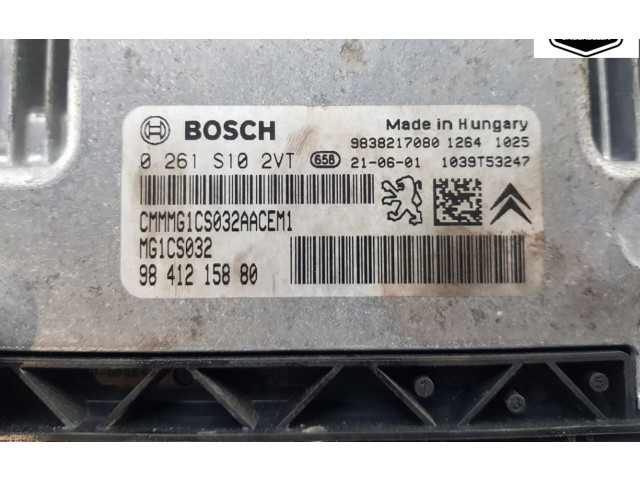 BOSCH
Made in Hungary
9838217080 1264 1025
0 261 S10 2VT 658 21-06-01 1039T53247
CMMMG1CS032AACEM1
MG1CS032
98 412 158 80